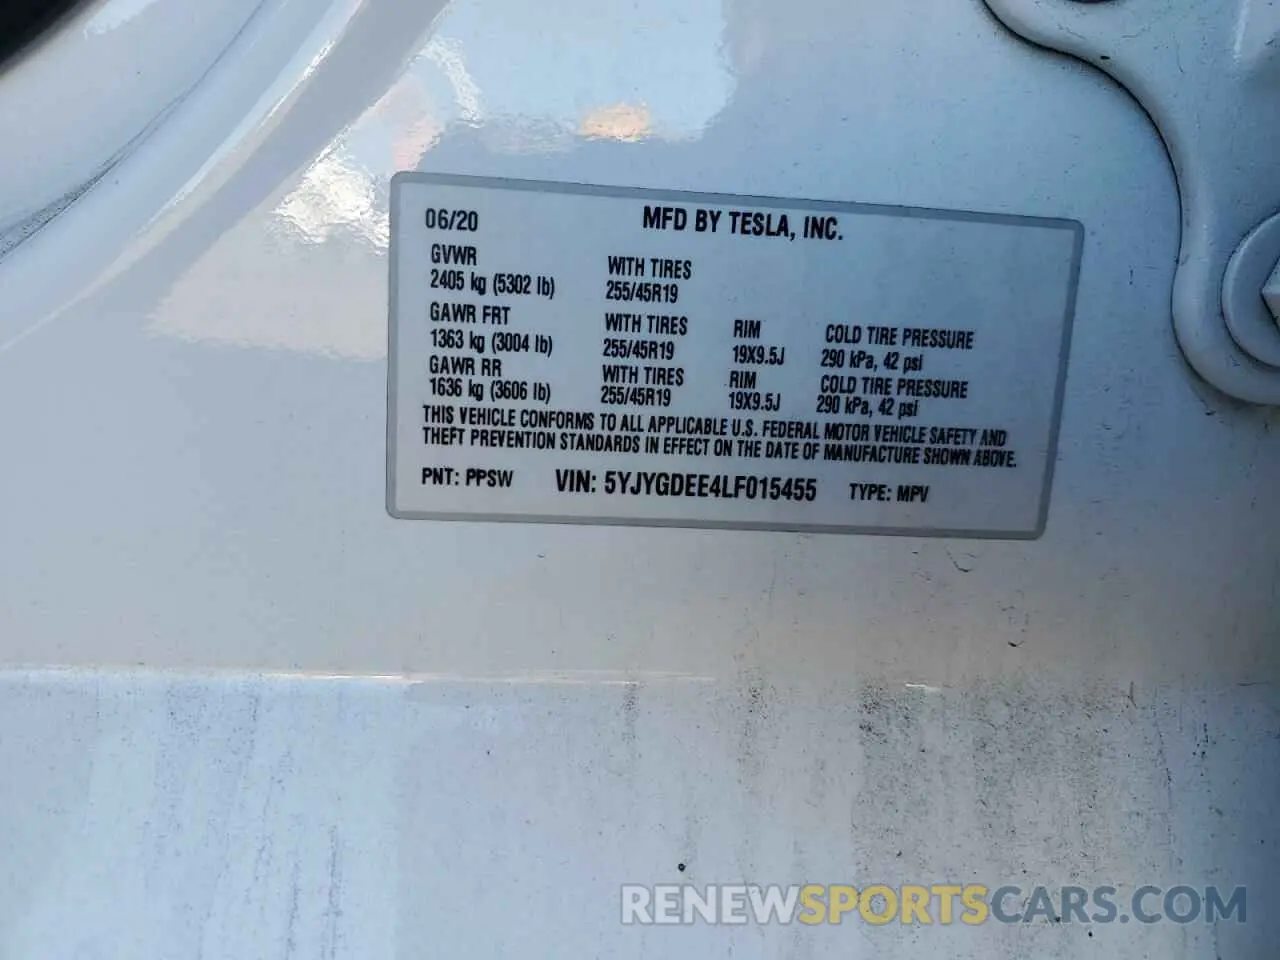 06/20 MFD BY TESLA, INC.
GVWR WITH TIRES
2405 kg (5302 lb) 255/45R19
GAWR FRT WITH TIRES RIM COLD TIRE PRESSURE
1363 kg (3004 lb) 255/45R19 19X9.5J 290 kPa, 42 psi
GAWR RR WITH TIRES RIM COLD TIRE PRESSURE
1636 kg (3606 lb) 255/45R19 19X9.5J 290 kPa, 42 psi
THIS VEHICLE CONFORMS TO ALL APPLICABLE U.S. FEDERAL MOTOR VEHICLE SAFETY AND
THEFT PREVENTION STANDARDS IN EFFECT ON THE DATE OF MANUFACTURE SHOWN ABOVE.
PNT: PPSW VIN: 5YJYGDEE4LF015455 TYPE: MPV
RENEWSPORTSCARS.COM